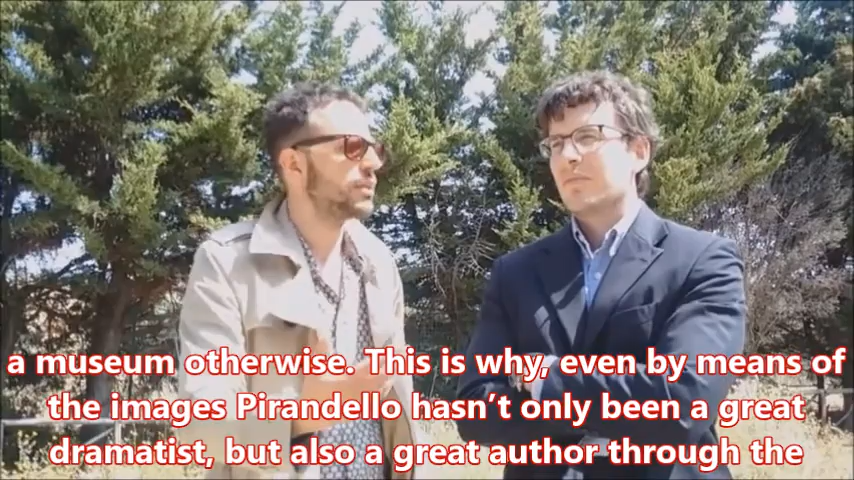 a museum otherwise. This is why, even by means of
the images Pirandello hasn't only been a great
dramatist, but also a great author through the